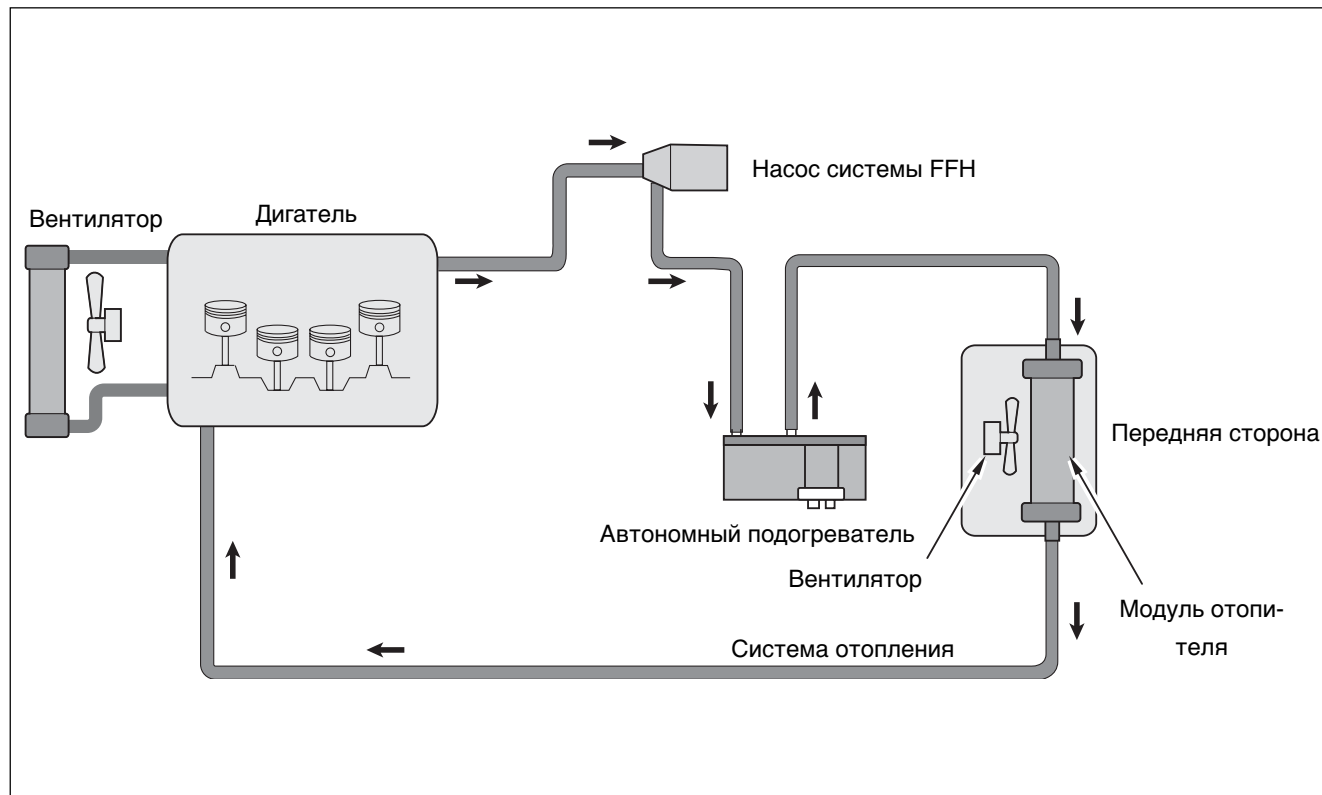 Насос системы FFH
Вентилятор
Дигатель
Передняя сторона
Автономный подогреватель
Вентилятор
Модуль отопи-
теля
Система отопления